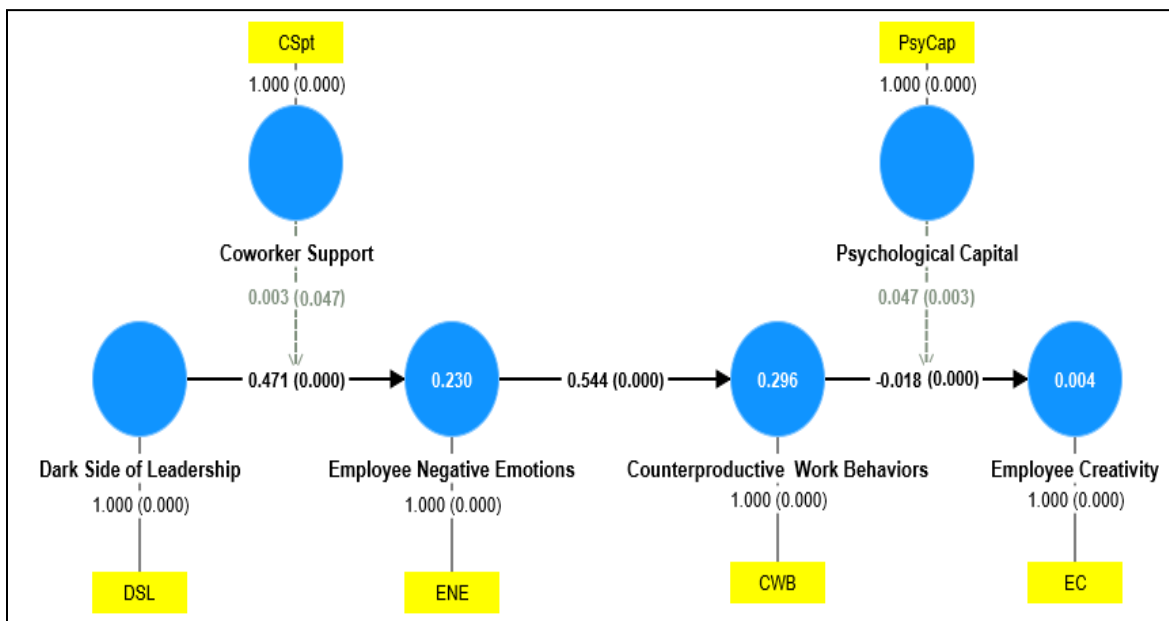 CSpt PsyCap
1.000 (0.000) 1.000 (0.000)
Coworker Support Psychological Capital
0.003 (0.047) 0.047 (0.003)
0.471 (0.000) 0.230 0.544 (0.000) 0.296 -0.018 (0.000) 0.004
Dark Side of Leadership Employee Negative Emotions Counterproductive Work Behaviors Employee Creativity
1.000 (0.000) 1.000 (0.000) 1.000 (0.000) 1.000 (0.000)
DSL ENE CWB EC